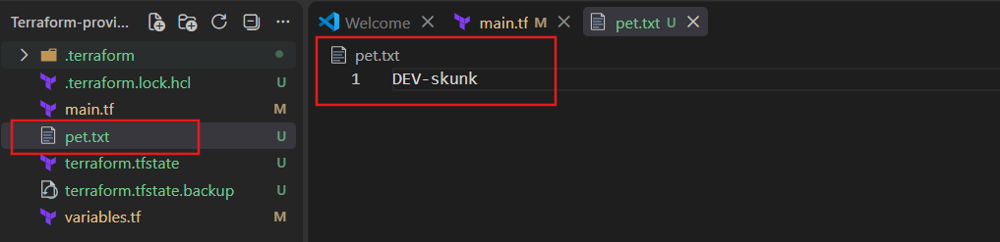 Terraform-provi...
.terraform
.terraform.lock.hcl U
main.tf M
pet.txt U
terraform.tfstate U
terraform.tfstate.backup U
variables.tf M
Welcome main.tf M pet.txt U
pet.txt
1 DEV-skunk